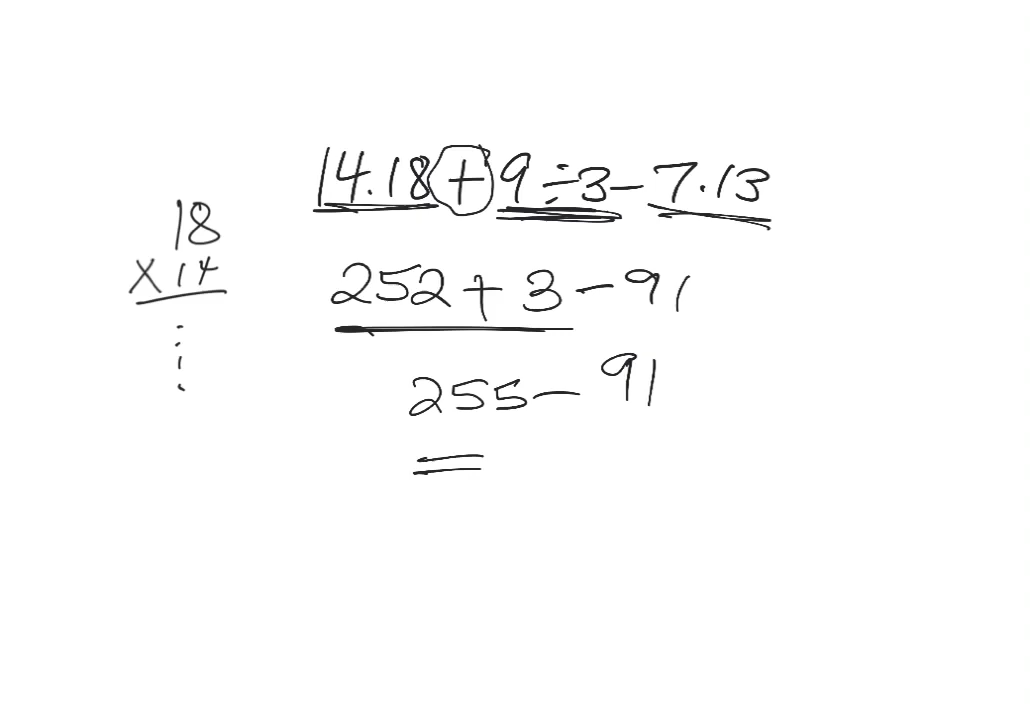 14.18 + 9 ÷ 3 - 7.13
18
× 14
252 + 3 - 91
255 - 91
=